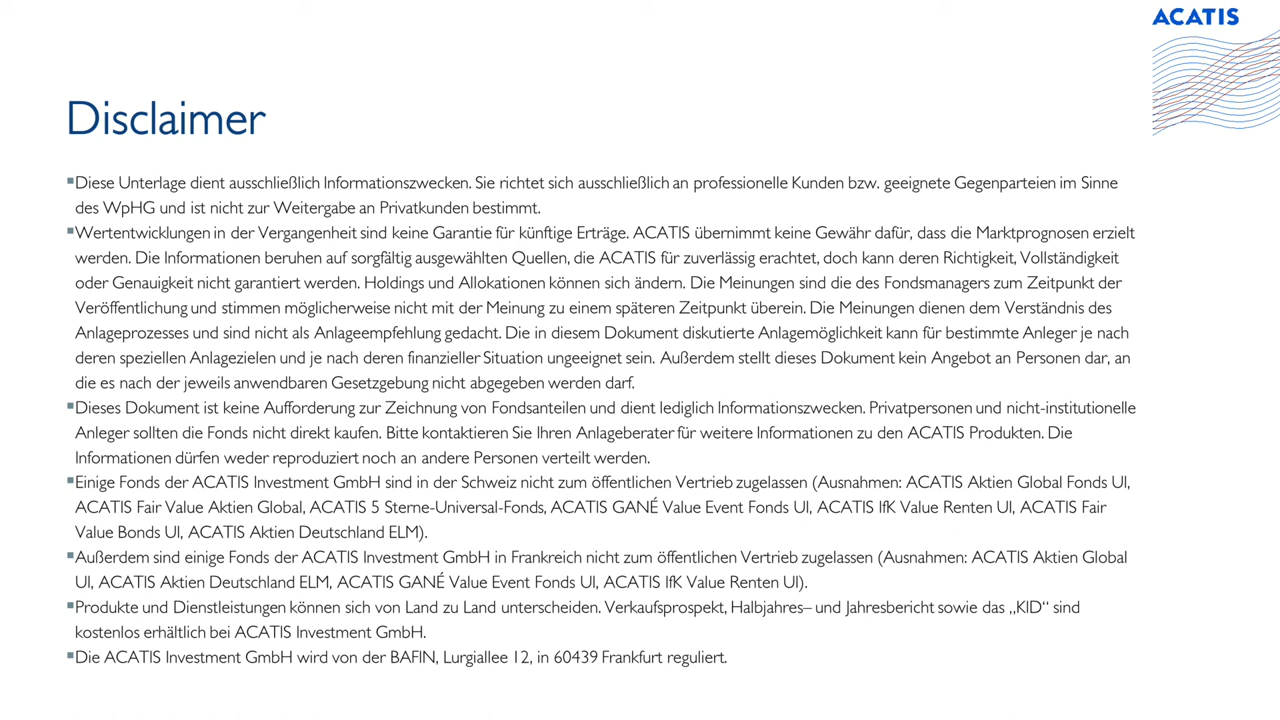 ACATIS
Disclaimer
▪Diese Unterlage dient ausschließlich Informationszwecken. Sie richtet sich ausschließlich an professionelle Kunden bzw. geeignete Gegenparteien im Sinne
des WpHG und ist nicht zur Weitergabe an Privatkunden bestimmt.
▪Wertentwicklungen in der Vergangenheit sind keine Garantie für künftige Erträge. ACATIS übernimmt keine Gewähr dafür, dass die Marktprognosen erzielt
werden. Die Informationen beruhen auf sorgfältig ausgewählten Quellen, die ACATIS für zuverlässig erachtet, doch kann deren Richtigkeit, Vollständigkeit
oder Genauigkeit nicht garantiert werden. Holdings und Allokationen können sich ändern. Die Meinungen sind die des Fondsmanagers zum Zeitpunkt der
Veröffentlichung und stimmen möglicherweise nicht mit der Meinung zu einem späteren Zeitpunkt überein. Die Meinungen dienen dem Verständnis des
Anlageprozesses und sind nicht als Anlageempfehlung gedacht. Die in diesem Dokument diskutierte Anlagemöglichkeit kann für bestimmte Anleger je nach
deren speziellen Anlagezielen und je nach deren finanzieller Situation ungeeignet sein. Außerdem stellt dieses Dokument kein Angebot an Personen dar, an
die es nach der jeweils anwendbaren Gesetzgebung nicht abgegeben werden darf.
▪Dieses Dokument ist keine Aufforderung zur Zeichnung von Fondsanteilen und dient lediglich Informationszwecken. Privatpersonen und nicht-institutionelle
Anleger sollten die Fonds nicht direkt kaufen. Bitte kontaktieren Sie Ihren Anlageberater für weitere Informationen zu den ACATIS Produkten. Die
Informationen dürfen weder reproduziert noch an andere Personen verteilt werden.
▪Einige Fonds der ACATIS Investment GmbH sind in der Schweiz nicht zum öffentlichen Vertrieb zugelassen (Ausnahmen: ACATIS Aktien Global Fonds UI,
ACATIS Fair Value Aktien Global, ACATIS 5 Sterne-Universal-Fonds, ACATIS GANÉ Value Event Fonds UI, ACATIS IfK Value Renten UI, ACATIS Fair
Value Bonds UI, ACATIS Aktien Deutschland ELM).
▪Außerdem sind einige Fonds der ACATIS Investment GmbH in Frankreich nicht zum öffentlichen Vertrieb zugelassen (Ausnahmen: ACATIS Aktien Global
UI, ACATIS Aktien Deutschland ELM, ACATIS GANÉ Value Event Fonds UI, ACATIS IfK Value Renten UI).
▪Produkte und Dienstleistungen können sich von Land zu Land unterscheiden. Verkaufsprospekt, Halbjahres– und Jahresbericht sowie das „KID“ sind
kostenlos erhältlich bei ACATIS Investment GmbH.
▪Die ACATIS Investment GmbH wird von der BAFIN, Lurgiallee 12, in 60439 Frankfurt reguliert.